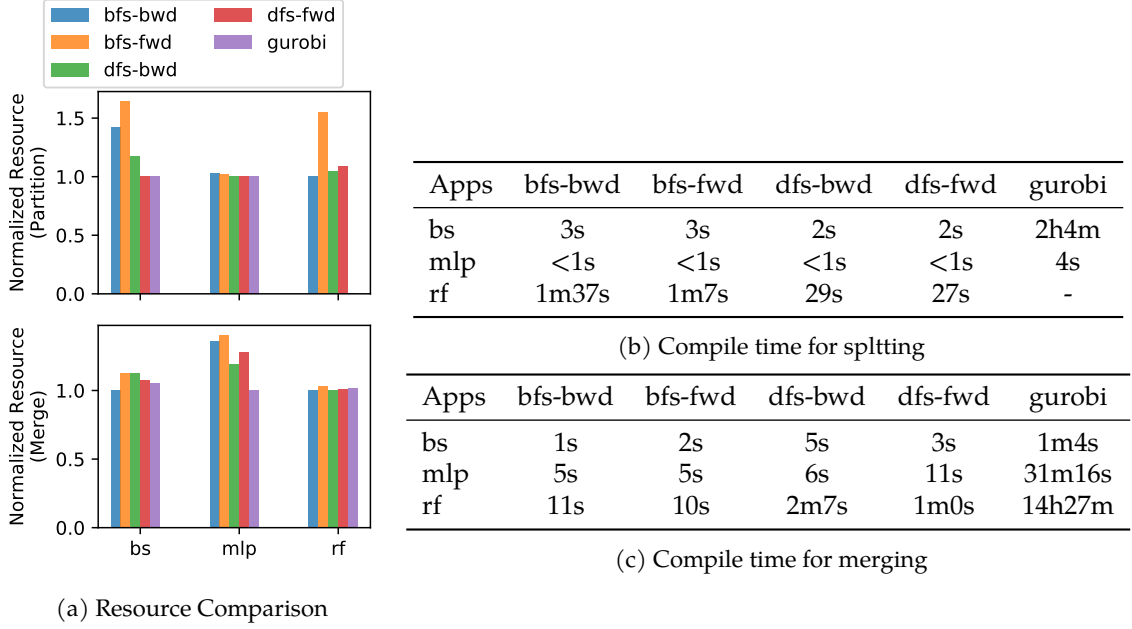 bfs-bwd
bfs-fwd
dfs-bwd
dfs-fwd
gurobi
Normalized Resource
(Partition)
1.5
1.0
0.5
0.0
Normalized Resource
(Merge)
1.0
0.5
0.0
bs mlp rf
(a) Resource Comparison
Apps bfs-bwd bfs-fwd dfs-bwd dfs-fwd gurobi
bs 3s 3s 2s 2s 2h4m
mlp <1s <1s <1s <1s 4s
rf 1m37s 1m7s 29s 27s -
(b) Compile time for spltting
Apps bfs-bwd bfs-fwd dfs-bwd dfs-fwd gurobi
bs 1s 2s 5s 3s 1m4s
mlp 5s 5s 6s 11s 31m16s
rf 11s 10s 2m7s 1m0s 14h27m
(c) Compile time for merging